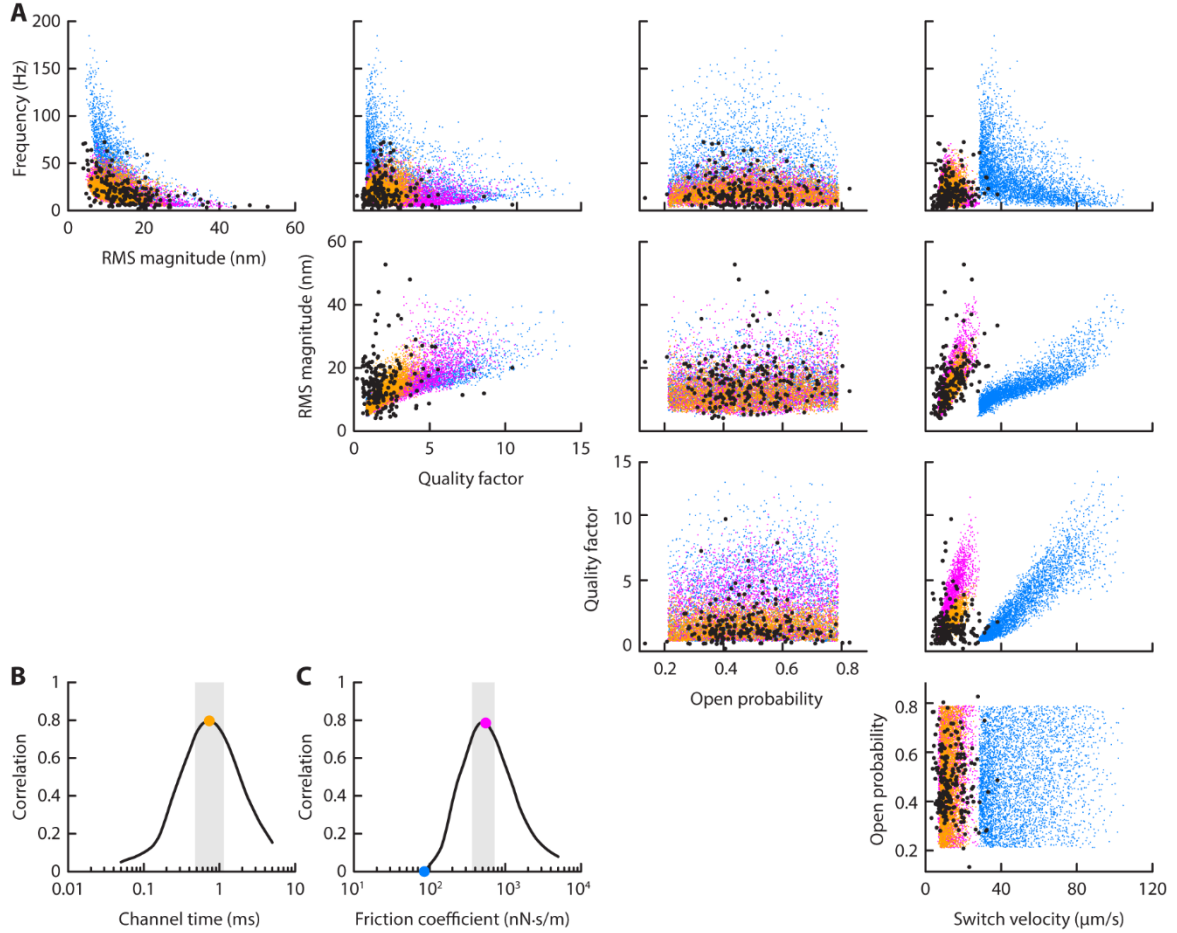 A
Frequency (Hz)
200
150
100
50
0
0 20 40 60
RMS magnitude (nm)
RMS magnitude (nm)
60
40
20
0
0 5 10 15
Quality factor
Quality factor
15
10
5
0
0.2 0.4 0.6 0.8
Open probability
B
Correlation
1
0.8
0.6
0.4
0.2
0
0.01 0.1 1 10
Channel time (ms)
C
Correlation
1
0.8
0.6
0.4
0.2
0
10¹ 10² 10³ 10⁴
Friction coefficient (nN·s/m)
Open probability
0.8
0.6
0.4
0.2
0 40 80 120
Switch velocity (μm/s)